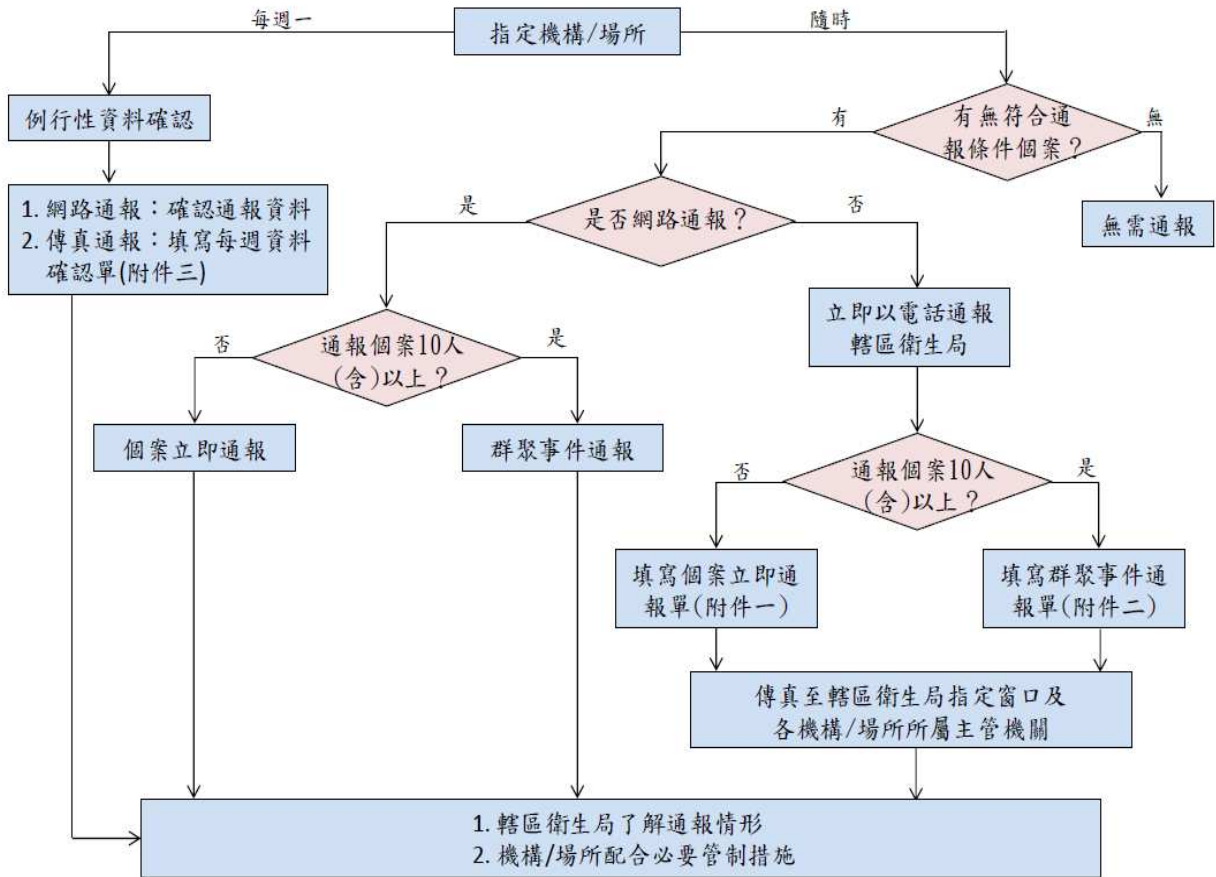 每週一
指定機構/場所
隨時
例行性資料確認
有無符合通
報條件個案？
有
無
1. 網路通報：確認通報資料
2. 傳真通報：填寫每週資料
確認單(附件三)
是
是否網路通報？
否
無需通報
立即以電話通報
轄區衛生局
否
通報個案10人
(含)以上？
是
個案立即通報
群聚事件通報
否
通報個案10人
(含)以上？
是
填寫個案立即通
報單(附件一)
填寫群聚事件通
報單(附件二)
傳真至轄區衛生局指定窗口及
各機構/場所所屬主管機關
1. 轄區衛生局了解通報情形
2. 機構/場所配合必要管制措施